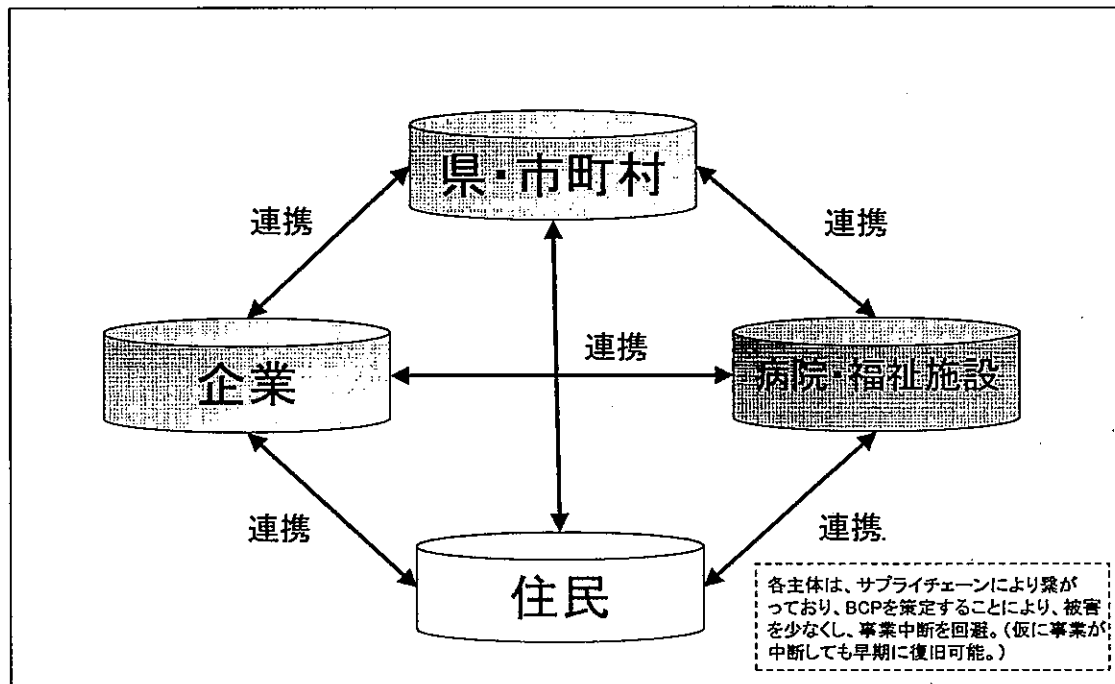 県・市町村
連携
連携
企業
連携
病院・福祉施設
連携
連携
住民
各主体は、サプライチェーンにより繋が
っており、BCPを策定することにより、被害
を少なくし、事業中断を回避。(仮に事業が
中断しても早期に復旧可能。)